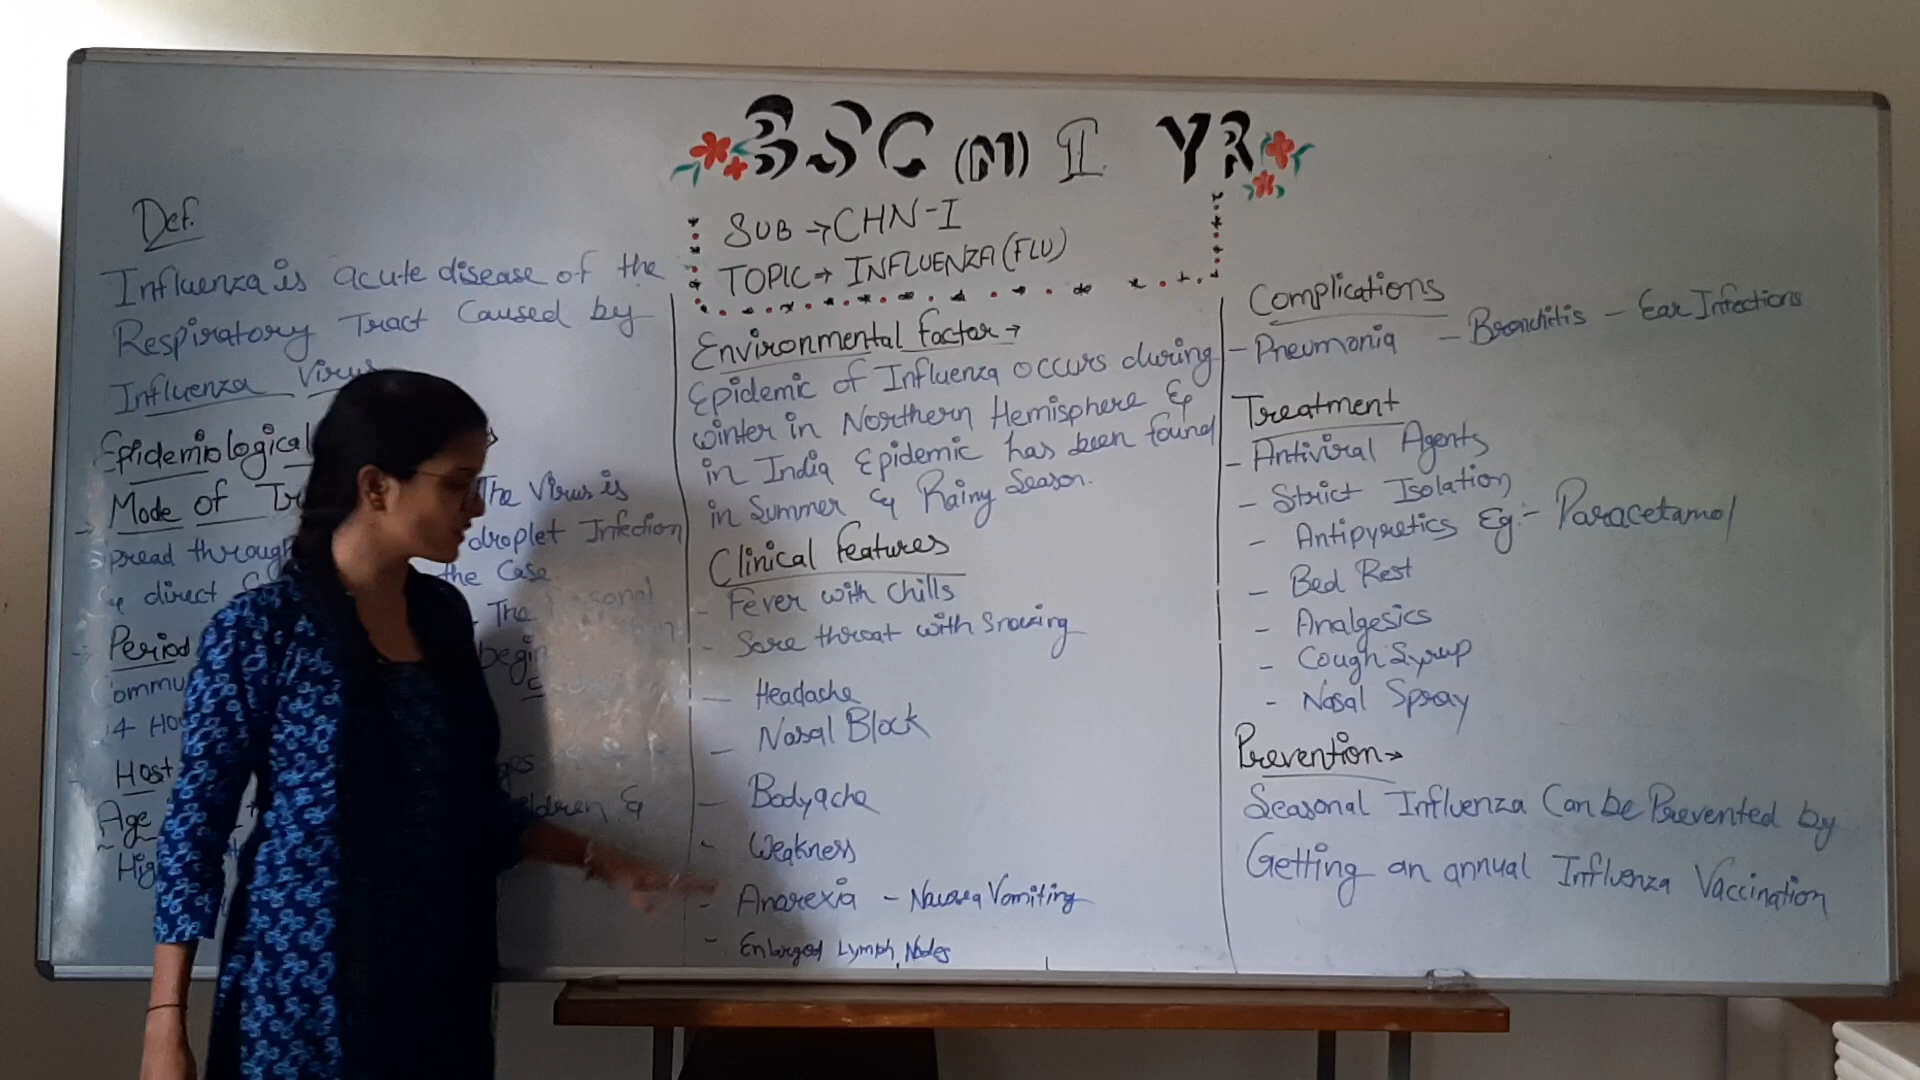 BSC (N) II YR
SUB → CHN-I
TOPIC → INFLUENZA (FLU)
Def.
Influenza is acute disease of the
Respiratory Tract Caused by
Influenza Virus
Epidemiological
Mode of The Virus is
spread through droplet Infection
& direct the Case.
Period The
begin
Host
Age children &
Environmental factor →
Epidemic of Influenza occurs during
winter in Northern Hemisphere &
in India Epidemic has been found
in Summer & Rainy Season.
Clinical features
- Fever with chills
- Sore throat with
- Headache
- Nasal Block
- Bodyache
- Weakness
- Anorexia - Nausea Vomiting
- Enlarged Lymph Nodes
Complications
- Pneumonia - Bronchitis - Ear Infections
Treatment
- Antiviral Agents
- Strict Isolation
- Antipyretics Eg:- Paracetamol
- Bed Rest
- Analgesics
- Cough Syrup
- Nasal Spray
Prevention →
Seasonal Influenza Can be Prevented by
Getting an annual Influenza Vaccination